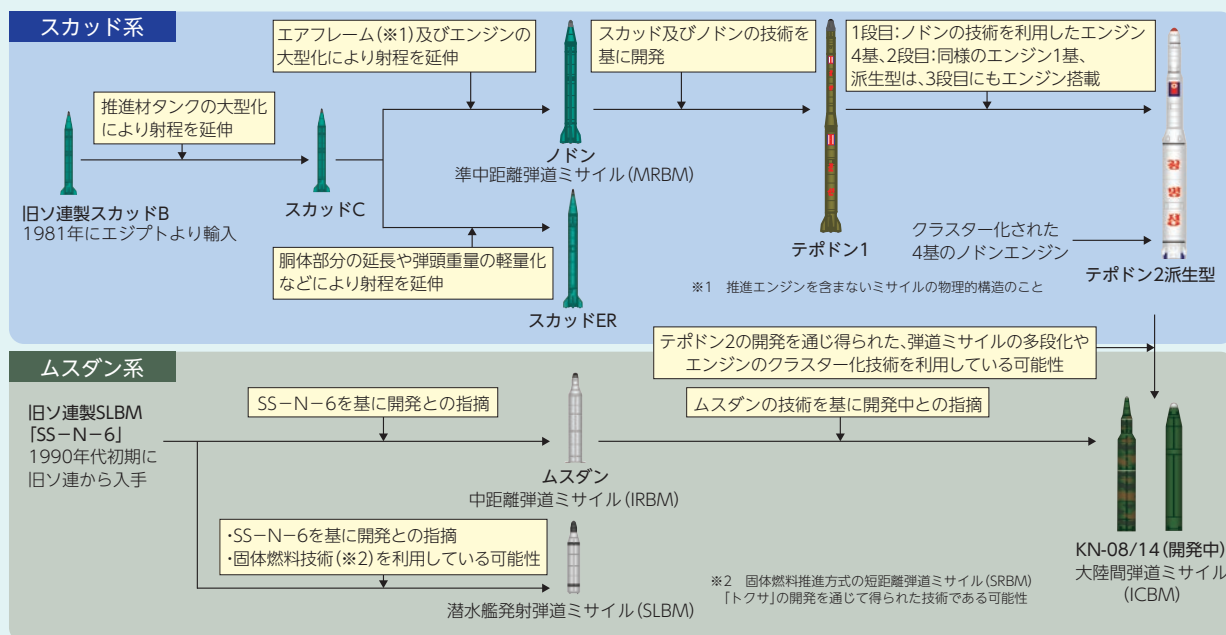 スカッド系
エアフレーム(※1)及びエンジンの
大型化により射程を延伸
スカッド及びノドンの技術を
基に開発
1段目：ノドンの技術を利用したエンジン
4基、2段目：同様のエンジン1基、
派生型は、3段目にもエンジン搭載
推進材タンクの大型化
により射程を延伸
旧ソ連製スカッドB
1981年にエジプトより輸入
スカッドC
ノドン
準中距離弾道ミサイル(MRBM)
胴体部分の延長や弾頭重量の軽量化
などにより射程を延伸
スカッドER
テポドン1
クラスター化された
4基のノドンエンジン
テポドン2派生型
※1　推進エンジンを含まないミサイルの物理的構造のこと
テポドン2の開発を通じ得られた、弾道ミサイルの多段化や
エンジンのクラスター化技術を利用している可能性
ムスダン系
旧ソ連製SLBM
「SS−N−6」
1990年代初期に
旧ソ連から入手
SS−N−6を基に開発との指摘
ムスダンの技術を基に開発中との指摘
ムスダン
中距離弾道ミサイル(IRBM)
・SS−N−6を基に開発との指摘
・固体燃料技術(※2)を利用している可能性
潜水艦発射弾道ミサイル(SLBM)
KN-08/14(開発中)
大陸間弾道ミサイル
(ICBM)
※2　固体燃料推進方式の短距離弾道ミサイル(SRBM)
「トクサ」の開発を通じて得られた技術である可能性